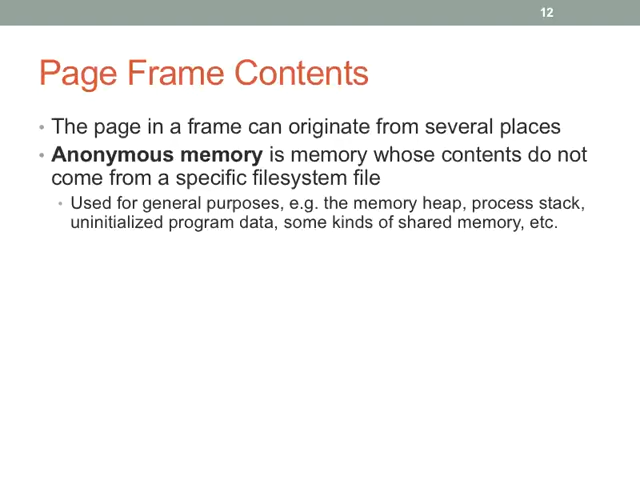 12
Page Frame Contents
• The page in a frame can originate from several places
• Anonymous memory is memory whose contents do not
come from a specific filesystem file
• Used for general purposes, e.g. the memory heap, process stack,
uninitialized program data, some kinds of shared memory, etc.